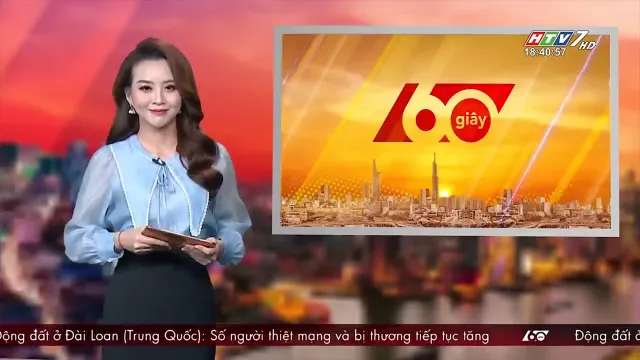 HTV7 HD
18:40:57
60 giây
Động đất ở Đài Loan (Trung Quốc): Số người thiệt mạng và bị thương tiếp tục tăng 60 Động đất ở